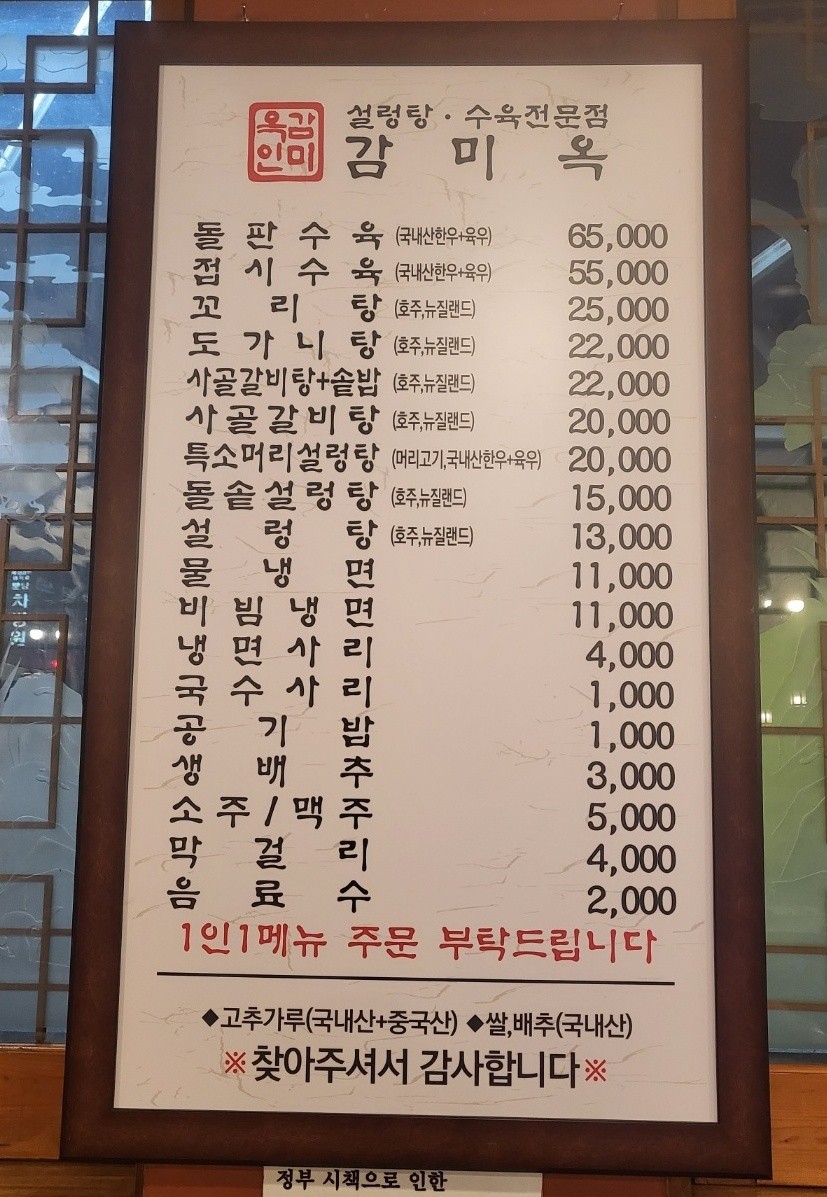 옥감
인미
설렁탕 · 수육전문점
감미옥
돌판수육 (국내산한우+육우) 65,000
접시수육 (국내산한우+육우) 55,000
꼬리탕 (호주,뉴질랜드) 25,000
도가니탕 (호주,뉴질랜드) 22,000
사골갈비탕+솥밥 (호주,뉴질랜드) 22,000
사골갈비탕 (호주,뉴질랜드) 20,000
특소머리설렁탕 (머리고기,국내산한우+육우) 20,000
돌솥설렁탕 (호주,뉴질랜드) 15,000
설렁탕 (호주,뉴질랜드) 13,000
물냉면 11,000
비빔냉면 11,000
냉면사리 4,000
국수사리 1,000
공기밥 1,000
생배추 3,000
소주/맥주 5,000
막걸리 4,000
음료수 2,000
1인1메뉴 주문 부탁드립니다
◆고추가루(국내산+중국산) ◆쌀,배추(국내산)
※찾아주셔서 감사합니다※
정부 시책으로 인한